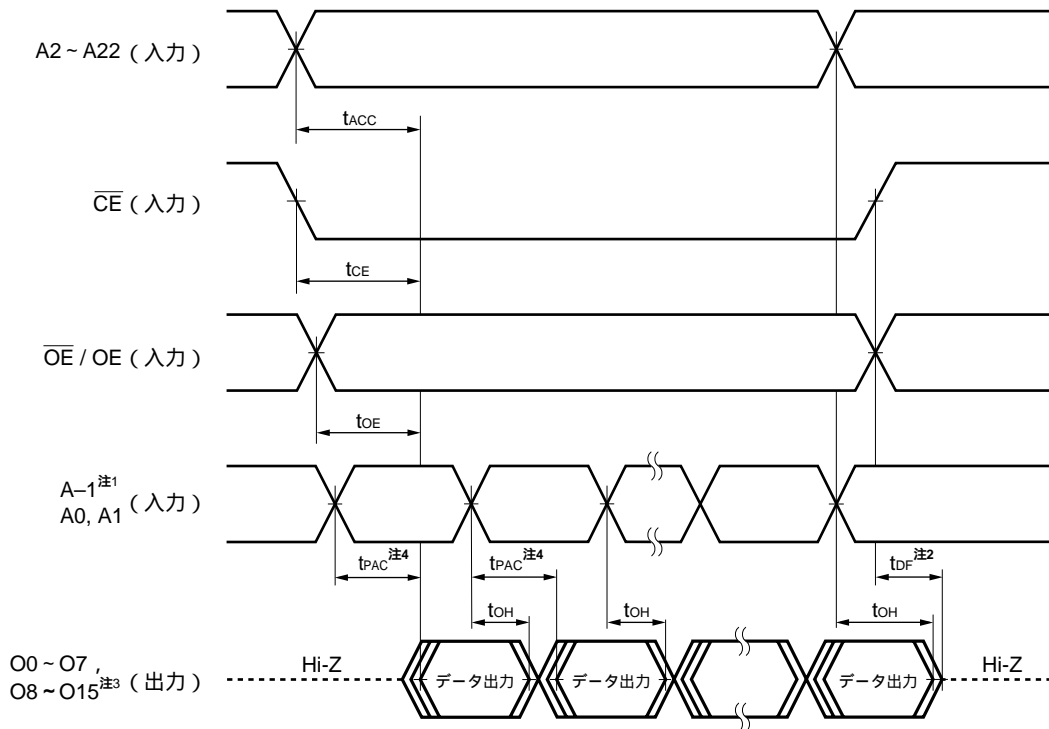 A2 ~ A22 ( 入力 )
tACC
CE ( 入力 )
tCE
OE / OE ( 入力 )
tOE
A–1注1
A0, A1 ( 入力 )
tPAC注4
tPAC注4
tDF注2
tOH
tOH
tOH
O0 ~ O7 ,
O8 ~ O15注3 ( 出力 )
Hi-Z
データ出力
データ出力
データ出力
Hi-Z